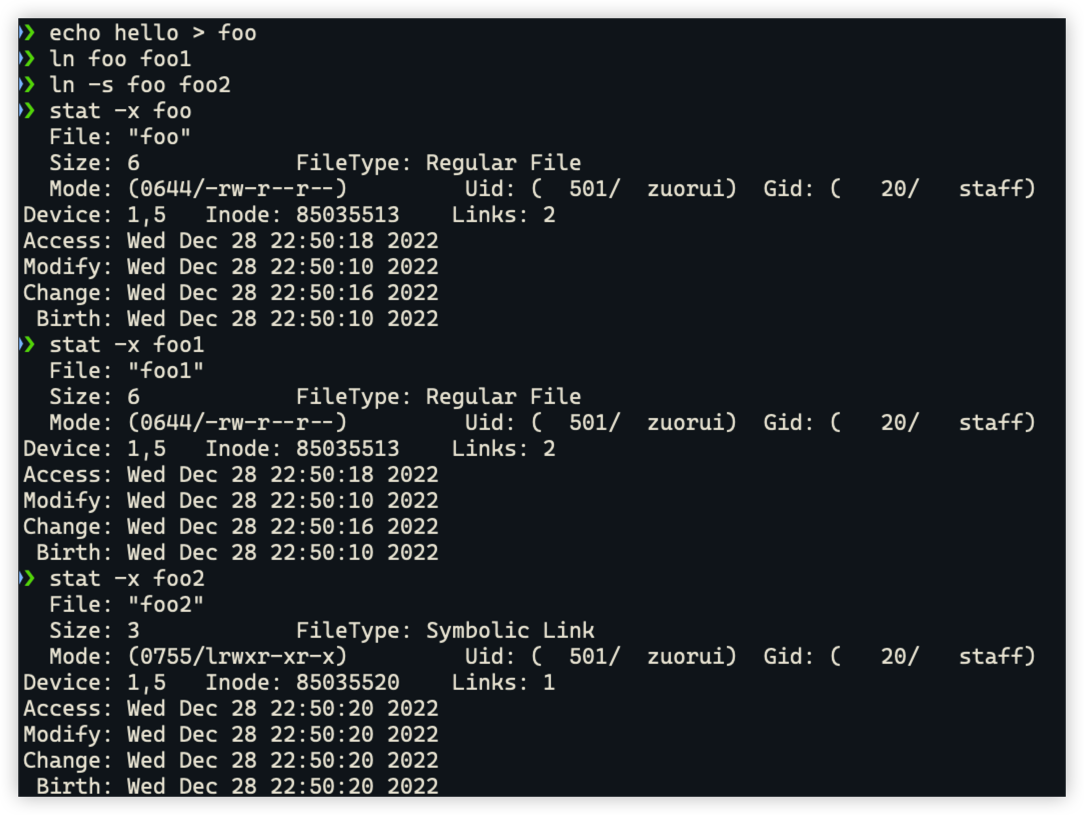 ❯ echo hello > foo
❯ ln foo foo1
❯ ln -s foo foo2
❯ stat -x foo
  File: "foo"
  Size: 6            FileType: Regular File
  Mode: (0644/-rw-r--r--)         Uid: (  501/  zuorui)  Gid: (   20/   staff)
Device: 1,5   Inode: 85035513    Links: 2
Access: Wed Dec 28 22:50:18 2022
Modify: Wed Dec 28 22:50:10 2022
Change: Wed Dec 28 22:50:16 2022
 Birth: Wed Dec 28 22:50:10 2022
❯ stat -x foo1
  File: "foo1"
  Size: 6            FileType: Regular File
  Mode: (0644/-rw-r--r--)         Uid: (  501/  zuorui)  Gid: (   20/   staff)
Device: 1,5   Inode: 85035513    Links: 2
Access: Wed Dec 28 22:50:18 2022
Modify: Wed Dec 28 22:50:10 2022
Change: Wed Dec 28 22:50:16 2022
 Birth: Wed Dec 28 22:50:10 2022
❯ stat -x foo2
  File: "foo2"
  Size: 3            FileType: Symbolic Link
  Mode: (0755/lrwxr-xr-x)         Uid: (  501/  zuorui)  Gid: (   20/   staff)
Device: 1,5   Inode: 85035520    Links: 1
Access: Wed Dec 28 22:50:20 2022
Modify: Wed Dec 28 22:50:20 2022
Change: Wed Dec 28 22:50:20 2022
 Birth: Wed Dec 28 22:50:20 2022